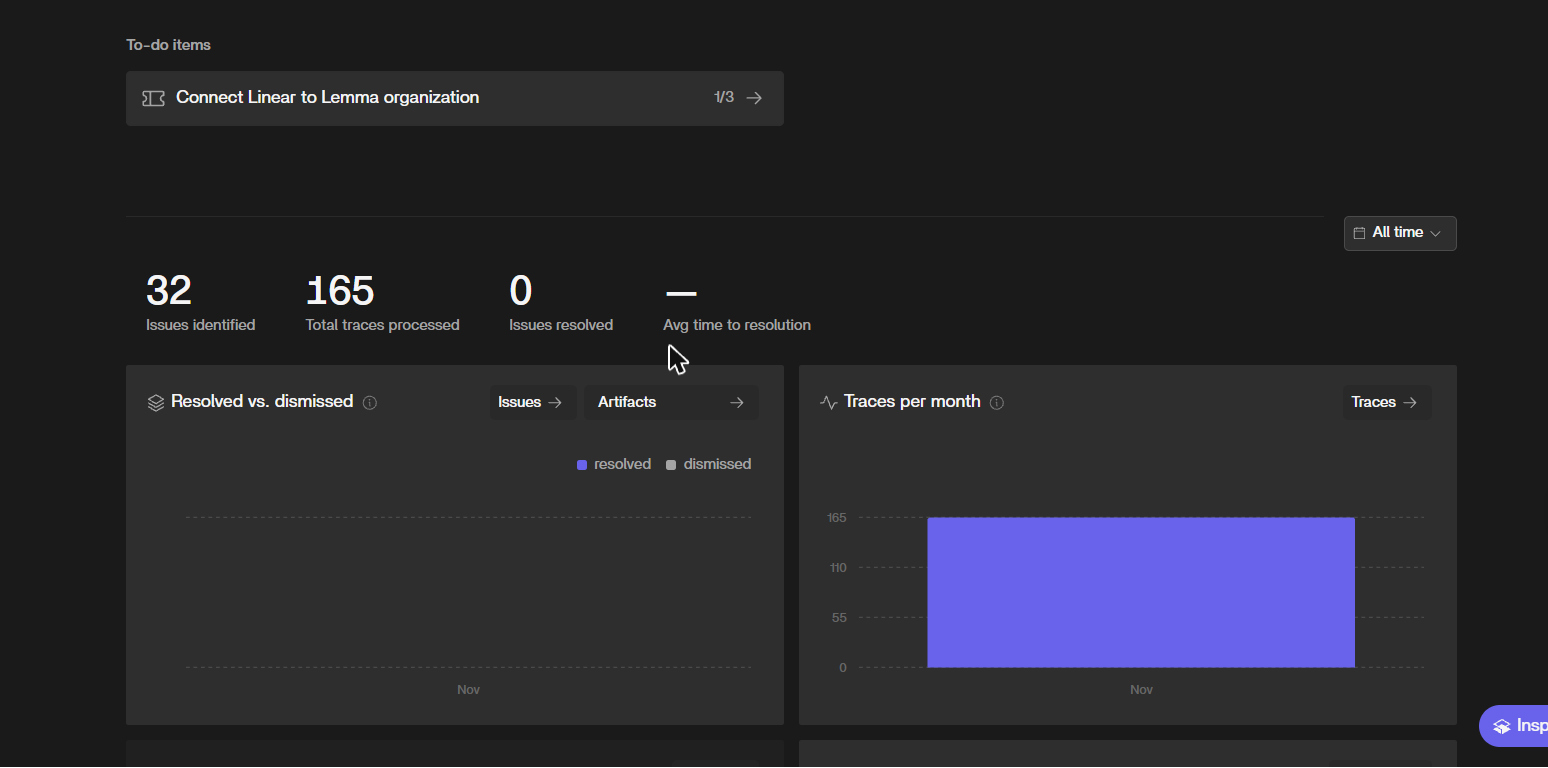 To-do items
Connect Linear to Lemma organization
1/3
All time
32
Issues identified
165
Total traces processed
0
Issues resolved
—
Avg time to resolution
Resolved vs. dismissed
Issues
Artifacts
resolved
dismissed
Nov
Traces per month
Traces
165
110
55
0
Nov
Insp